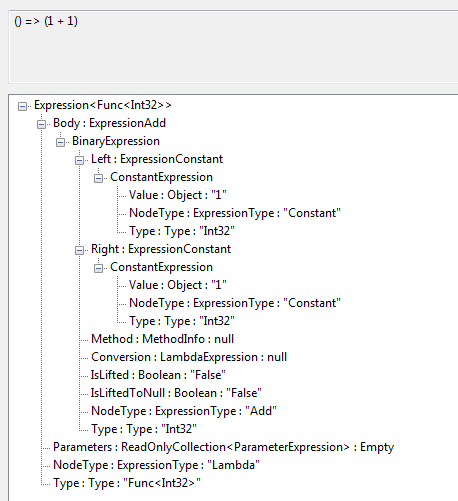 () => (1 + 1)
Expression<Func<Int32>>
Body : ExpressionAdd
BinaryExpression
Left : ExpressionConstant
ConstantExpression
Value : Object : "1"
NodeType : ExpressionType : "Constant"
Type : Type : "Int32"
Right : ExpressionConstant
ConstantExpression
Value : Object : "1"
NodeType : ExpressionType : "Constant"
Type : Type : "Int32"
Method : MethodInfo : null
Conversion : LambdaExpression : null
IsLifted : Boolean : "False"
IsLiftedToNull : Boolean : "False"
NodeType : ExpressionType : "Add"
Type : Type : "Int32"
Parameters : ReadOnlyCollection<ParameterExpression> : Empty
NodeType : ExpressionType : "Lambda"
Type : Type : "Func<Int32>"